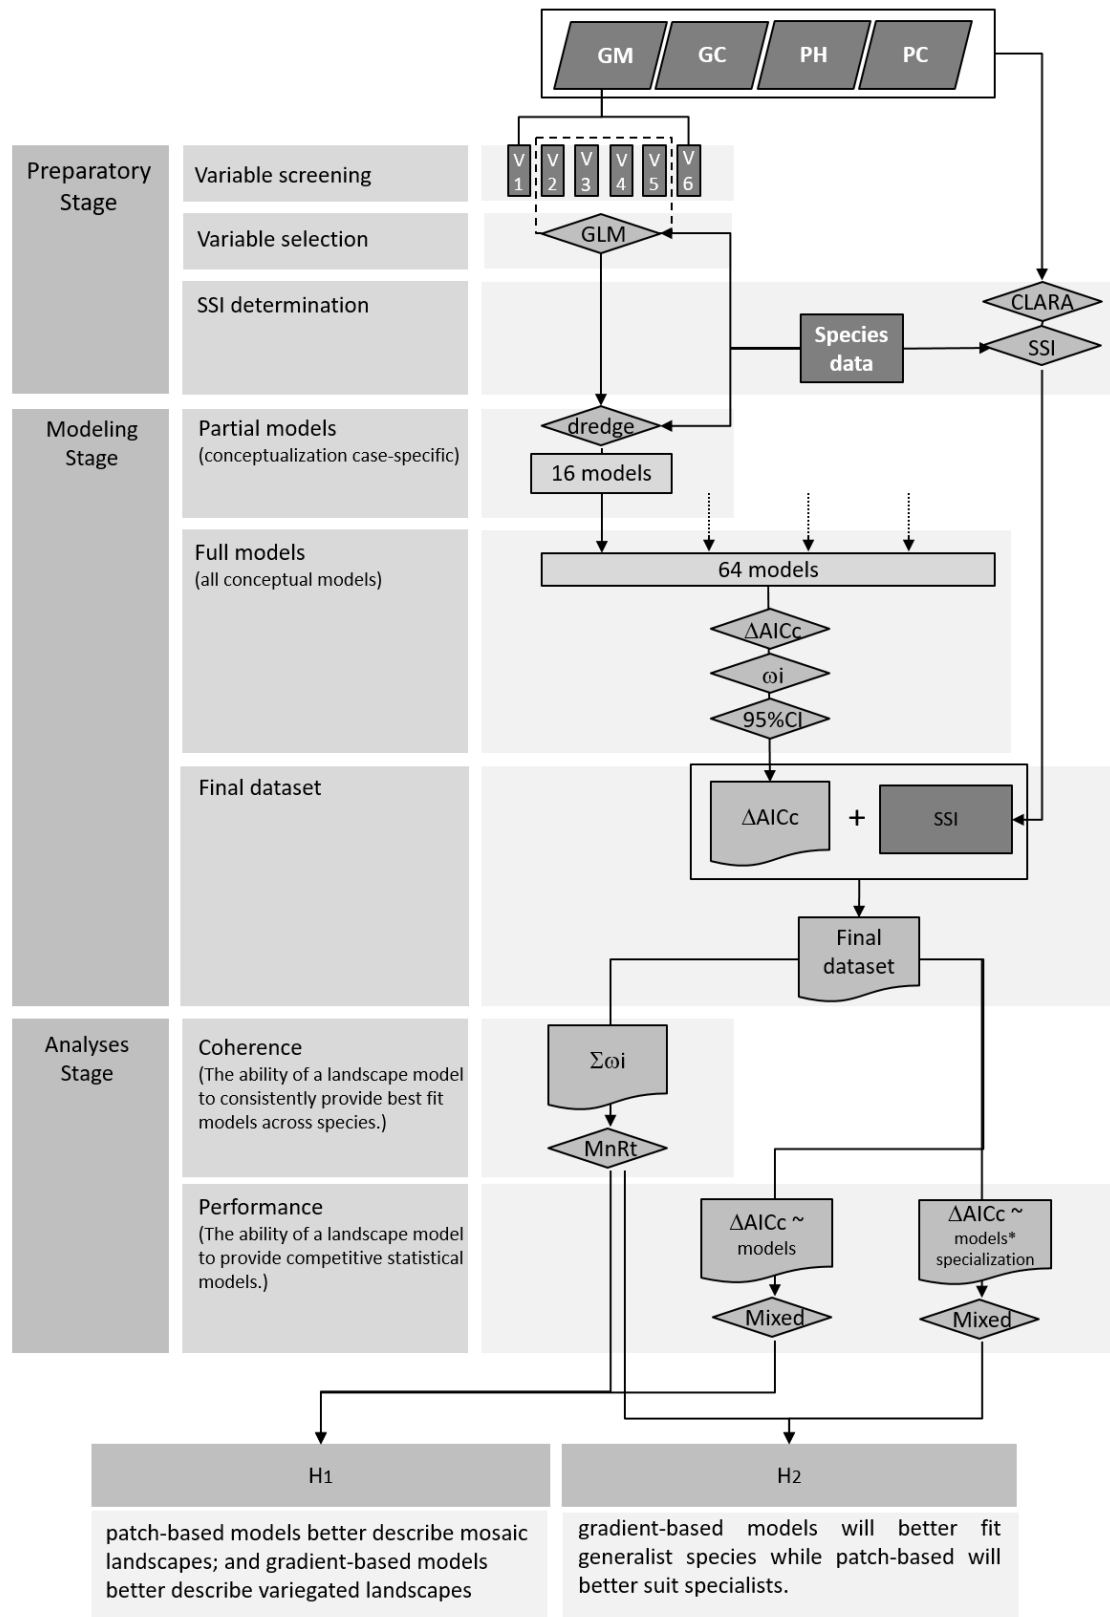 GM GC PH PC
Preparatory
Stage
Variable screening
V
1
V
2
V
3
V
4
V
5
V
6
Variable selection
GLM
SSI determination
CLARA
Species
data
SSI
Modeling
Stage
Partial models
(conceptualization case-specific)
dredge
16 models
Full models
(all conceptual models)
64 models
ΔAICc
ωi
95%CI
Final dataset
ΔAICc + SSI
Final
dataset
Analyses
Stage
Coherence
(The ability of a landscape model
to consistently provide best fit
models across species.)
Σωi
MnRt
Performance
(The ability of a landscape model
to provide competitive statistical
models.)
ΔAICc ~
models
Mixed
ΔAICc ~
models*
specialization
Mixed
H1
patch-based models better describe mosaic
landscapes; and gradient-based models
better describe variegated landscapes
H2
gradient-based models will better fit
generalist species while patch-based will
better suit specialists.